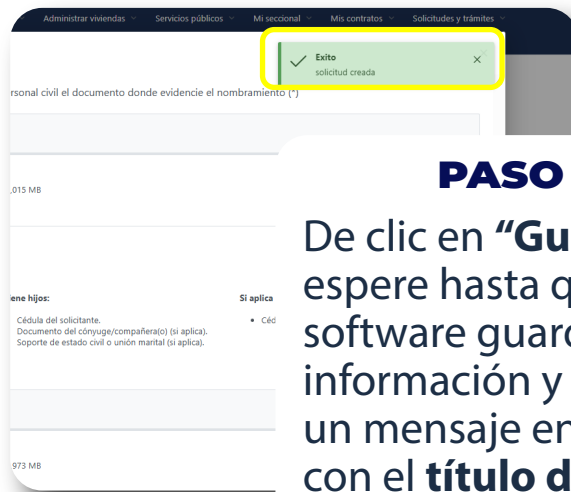 Administrar viviendas Servicios públicos Mi seccional Mis contratos Solicitudes y trámites
Exito
solicitud creada
rsonal civil el documento donde evidencie el nombramiento (*)
,015 MB
ene hijos:
Cédula del solicitante.
Documento del cónyuge/compañera(o) (si aplica).
Soporte de estado civil o unión marital (si aplica).
Si aplica
• Céd
973 MB
PASO
De clic en "Gu
espere hasta q
software guar
información y
un mensaje en
con el título d